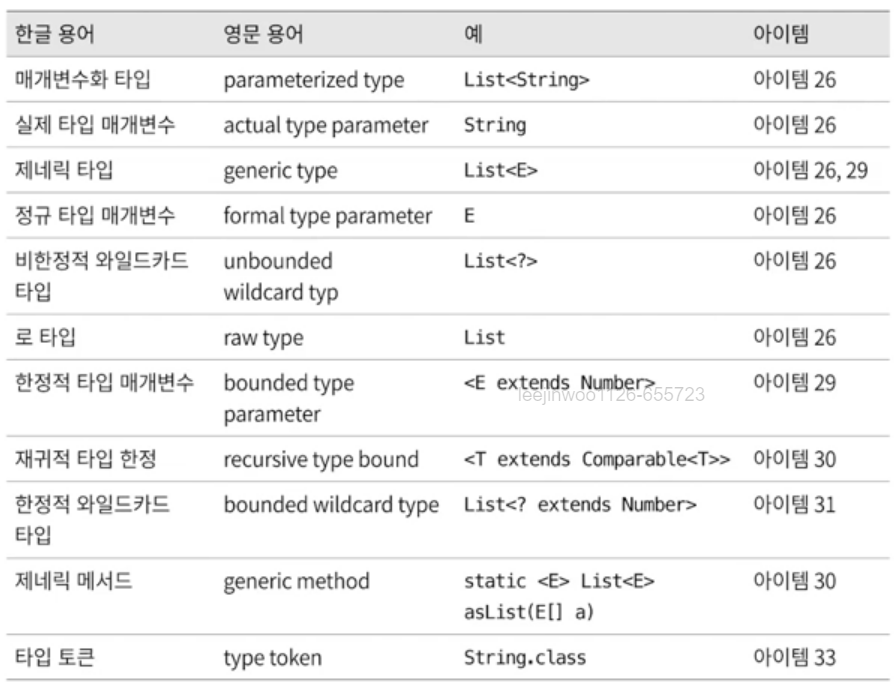 한글 용어 영문 용어 예 아이템
매개변수화 타입 parameterized type List<String> 아이템 26
실제 타입 매개변수 actual type parameter String 아이템 26
제네릭 타입 generic type List<E> 아이템 26, 29
정규 타입 매개변수 formal type parameter E 아이템 26
비한정적 와일드카드 unbounded List<?> 아이템 26
타입 wildcard typ
로 타입 raw type List 아이템 26
한정적 타입 매개변수 bounded type <E extends Number> 아이템 29
leejinwoo1126-655723
parameter
재귀적 타입 한정 recursive type bound <T extends Comparable<T>> 아이템 30
한정적 와일드카드 bounded wildcard type List<? extends Number> 아이템 31
타입
제네릭 메서드 generic method static <E> List<E> 아이템 30
asList(E[] a)
타입 토큰 type token String.class 아이템 33